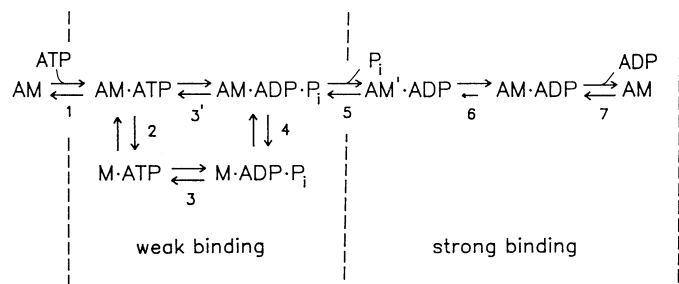 ATP Pi ADP
AM AM·ATP AM·ADP·Pi AM'·ADP AM·ADP AM
1 3' 5 6 7
2 4
M·ATP M·ADP·Pi
3
weak binding strong binding